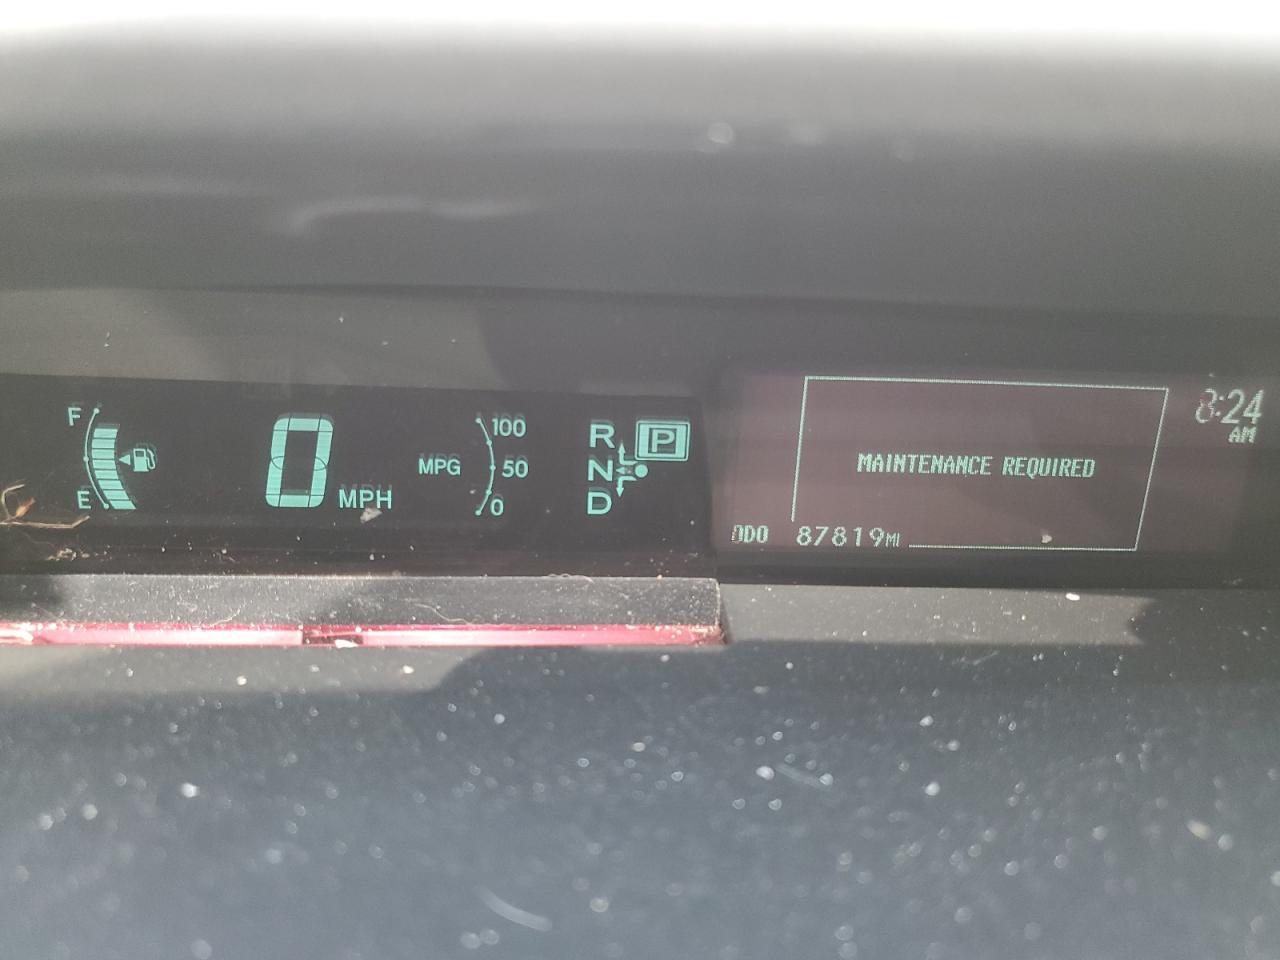 F
E
0 MPH
MPG
100
50
0
R
N
D
P
MAINTENANCE REQUIRED
8:24
AM
ODO 87819MI